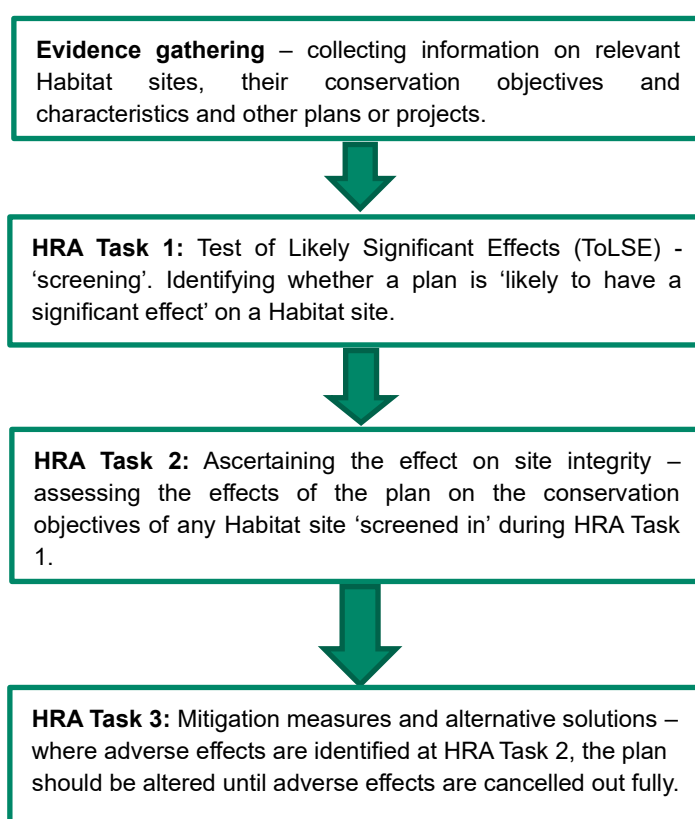 Evidence gathering – collecting information on relevant
Habitat sites, their conservation objectives and
characteristics and other plans or projects.
HRA Task 1: Test of Likely Significant Effects (ToLSE) -
‘screening’. Identifying whether a plan is ‘likely to have a
significant effect’ on a Habitat site.
HRA Task 2: Ascertaining the effect on site integrity –
assessing the effects of the plan on the conservation
objectives of any Habitat site ‘screened in’ during HRA Task
1.
HRA Task 3: Mitigation measures and alternative solutions –
where adverse effects are identified at HRA Task 2, the plan
should be altered until adverse effects are cancelled out fully.